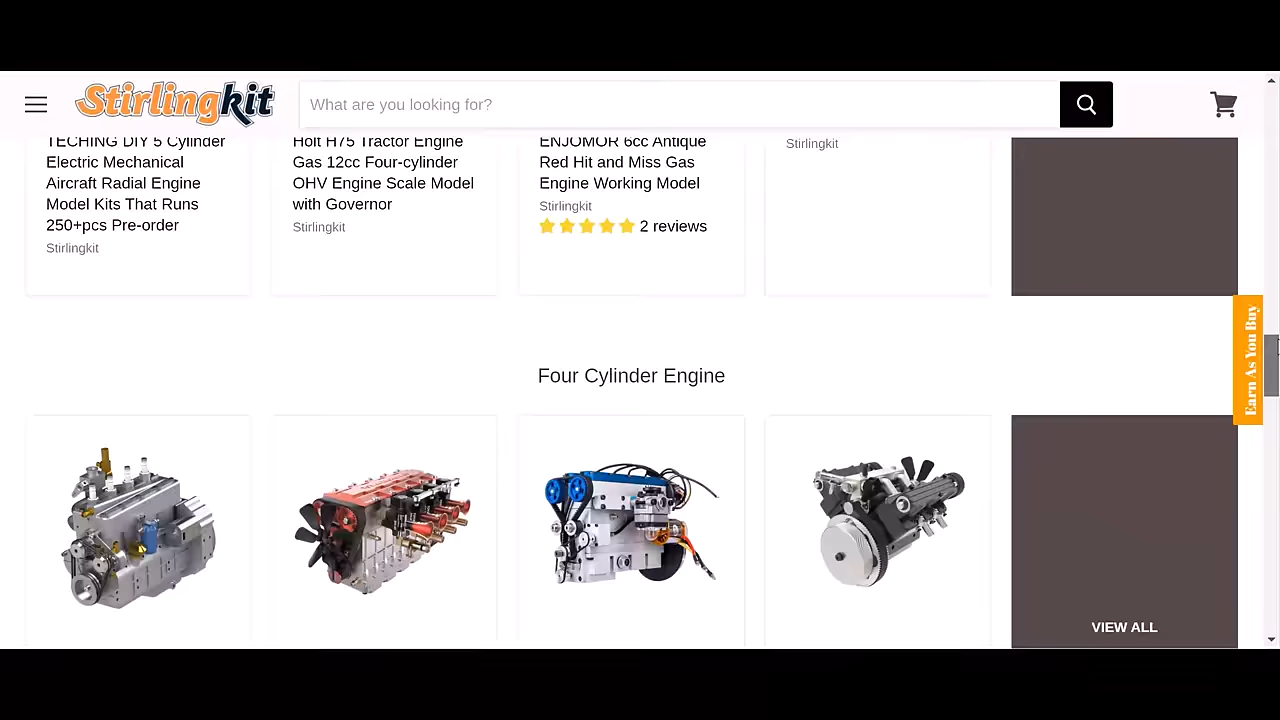 Stirlingkit
What are you looking for?
TECHING DIY 5 Cylinder
Electric Mechanical
Aircraft Radial Engine
Model Kits That Runs
250+pcs Pre-order
Stirlingkit
Holt H75 Tractor Engine
Gas 12cc Four-cylinder
OHV Engine Scale Model
with Governor
Stirlingkit
ENJOMOR 6cc Antique
Red Hit and Miss Gas
Engine Working Model
Stirlingkit
2 reviews
Stirlingkit
Earn As You Buy
Four Cylinder Engine
VIEW ALL